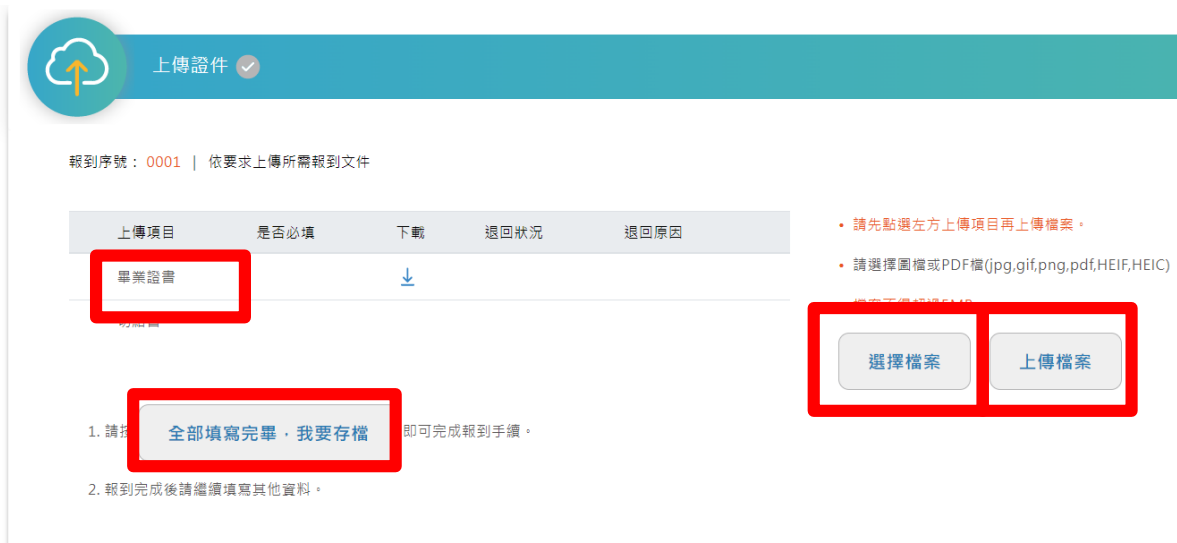 上傳證件
報到序號： 0001 | 依要求上傳所需報到文件
上傳項目 是否必填 下載 退回狀況 退回原因
畢業證書
• 請先點選左方上傳項目再上傳檔案。
• 請選擇圖檔或PDF檔(jpg,gif,png,pdf,HEIF,HEIC)
選擇檔案 上傳檔案
1. 請按 全部填寫完畢，我要存檔 即可完成報到手續。
2. 報到完成後請繼續填寫其他資料。